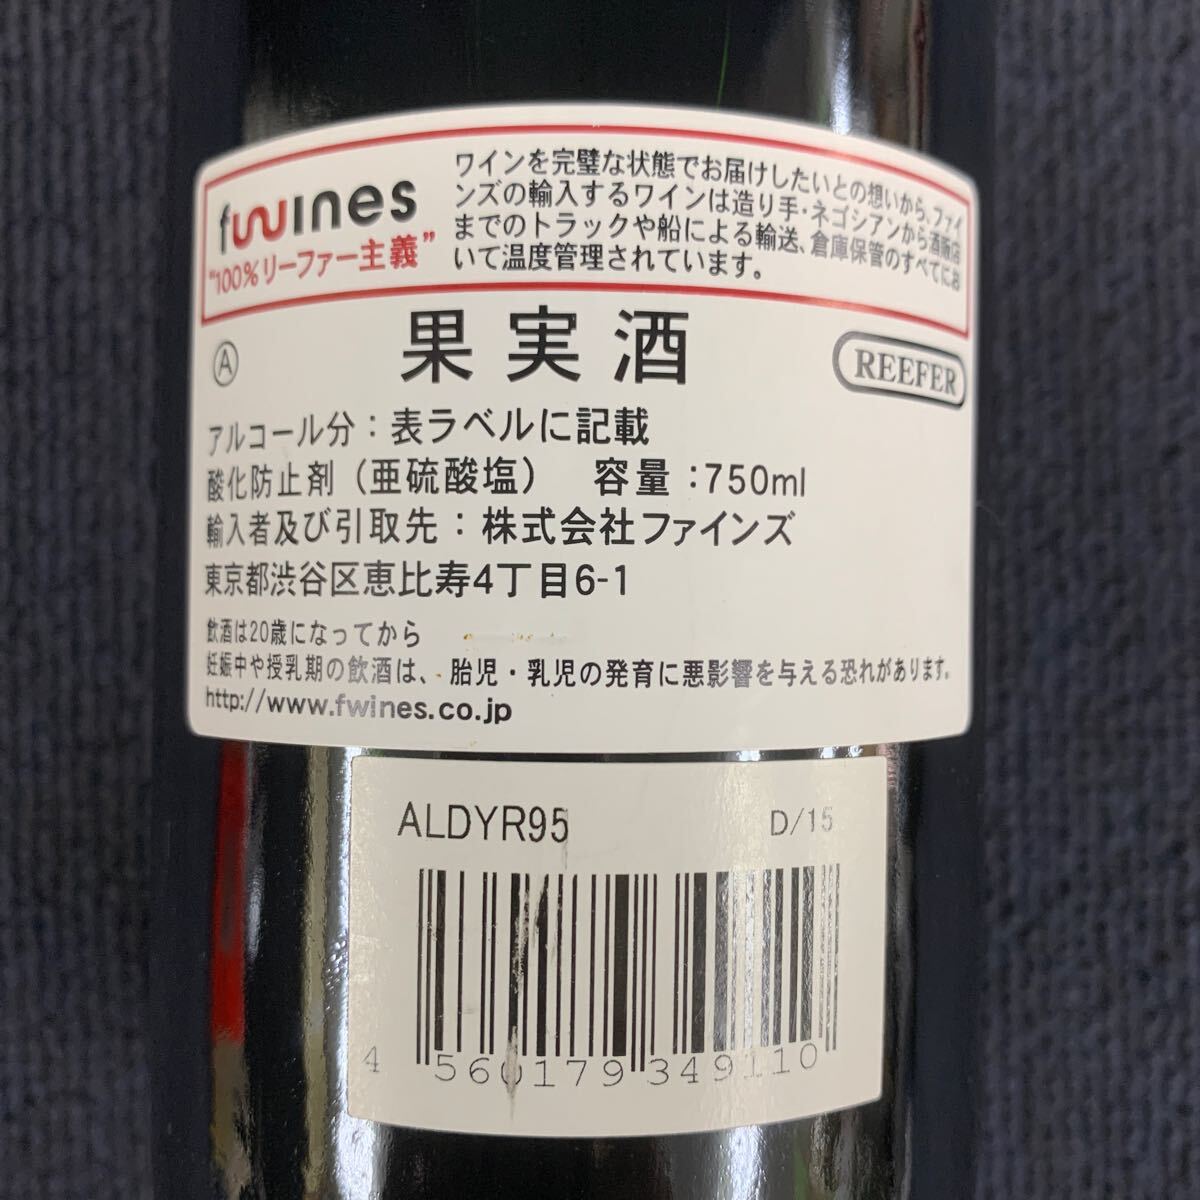 fwines
"100%リーファー主義"
ワインを完璧な状態でお届けしたいとの想いから、ファイ
ンズの輸入するワインは造り手・ネゴシアンから酒販店
までのトラックや船による輸送、倉庫保管のすべてにお
いて温度管理されています。
A
果実酒
REEFER
アルコール分：表ラベルに記載
酸化防止剤（亜硫酸塩） 容量：750ml
輸入者及び引取先：株式会社ファインズ
東京都渋谷区恵比寿4丁目6-1
飲酒は20歳になってから
妊娠中や授乳期の飲酒は、胎児・乳児の発育に悪影響を与える恐れがあります。
http://www.fwines.co.jp
ALDYR95 D/15
4 560179 349110